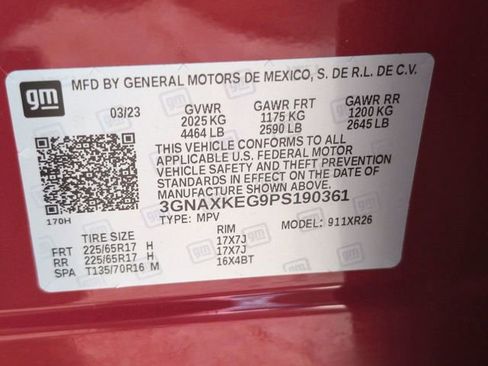 gm
MFD BY GENERAL MOTORS DE MEXICO, S. DE R.L. DE C.V.
03/23 GVWR GAWR FRT GAWR RR
2025 KG 1175 KG 1200 KG
4464 LB 2590 LB 2645 LB
THIS VEHICLE CONFORMS TO ALL
APPLICABLE U.S. FEDERAL MOTOR
VEHICLE SAFETY AND THEFT PREVENTION
STANDARDS IN EFFECT ON THE DATE OF
MANUFACTURE SHOWN ABOVE.
3GNAXKEG9PS190361
170H TYPE: MPV MODEL: 911XR26
TIRE SIZE RIM
FRT 225/65R17 H 17X7J
RR 225/65R17 H 17X7J
SPA T135/70R16 M 16X4BT